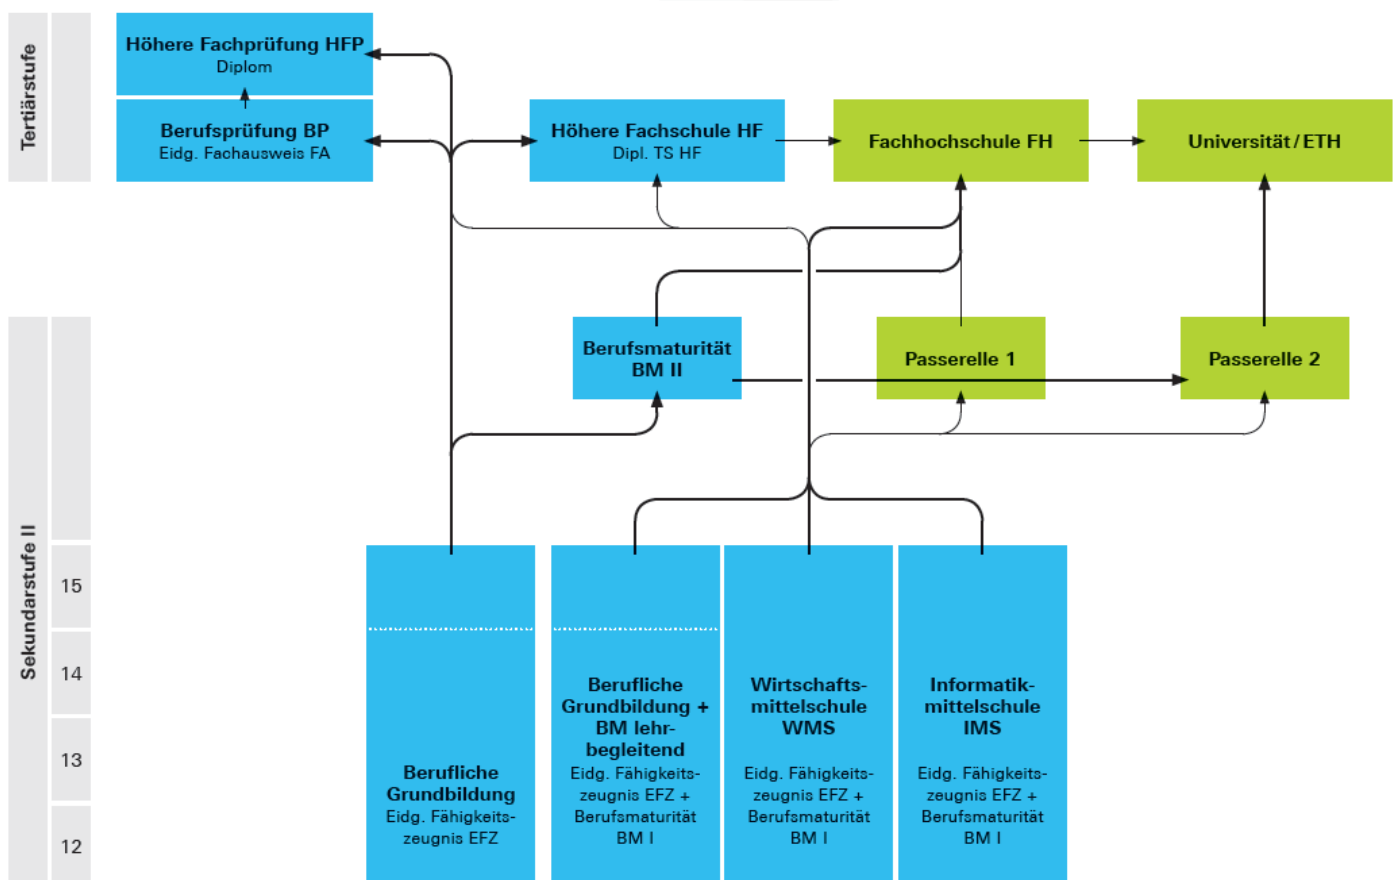 Tertiärstufe
Höhere Fachprüfung HFP
Diplom
Berufsprüfung BP
Eidg. Fachausweis FA
Höhere Fachschule HF
Dipl. TS HF
Fachhochschule FH
Universität/ETH
Sekundarstufe II
Berufsmaturität
BM II
Passerelle 1
Passerelle 2
15
14
13
12
Berufliche
Grundbildung
Eidg. Fähigkeits-
zeugnis EFZ
Berufliche
Grundbildung +
BM lehr-
begleitend
Eidg. Fähigkeits-
zeugnis EFZ +
Berufsmaturität
BM I
Wirtschafts-
mittelschule
WMS
Eidg. Fähigkeits-
zeugnis EFZ +
Berufsmaturität
BM I
Informatik-
mittelschule
IMS
Eidg. Fähigkeits-
zeugnis EFZ +
Berufsmaturität
BM I